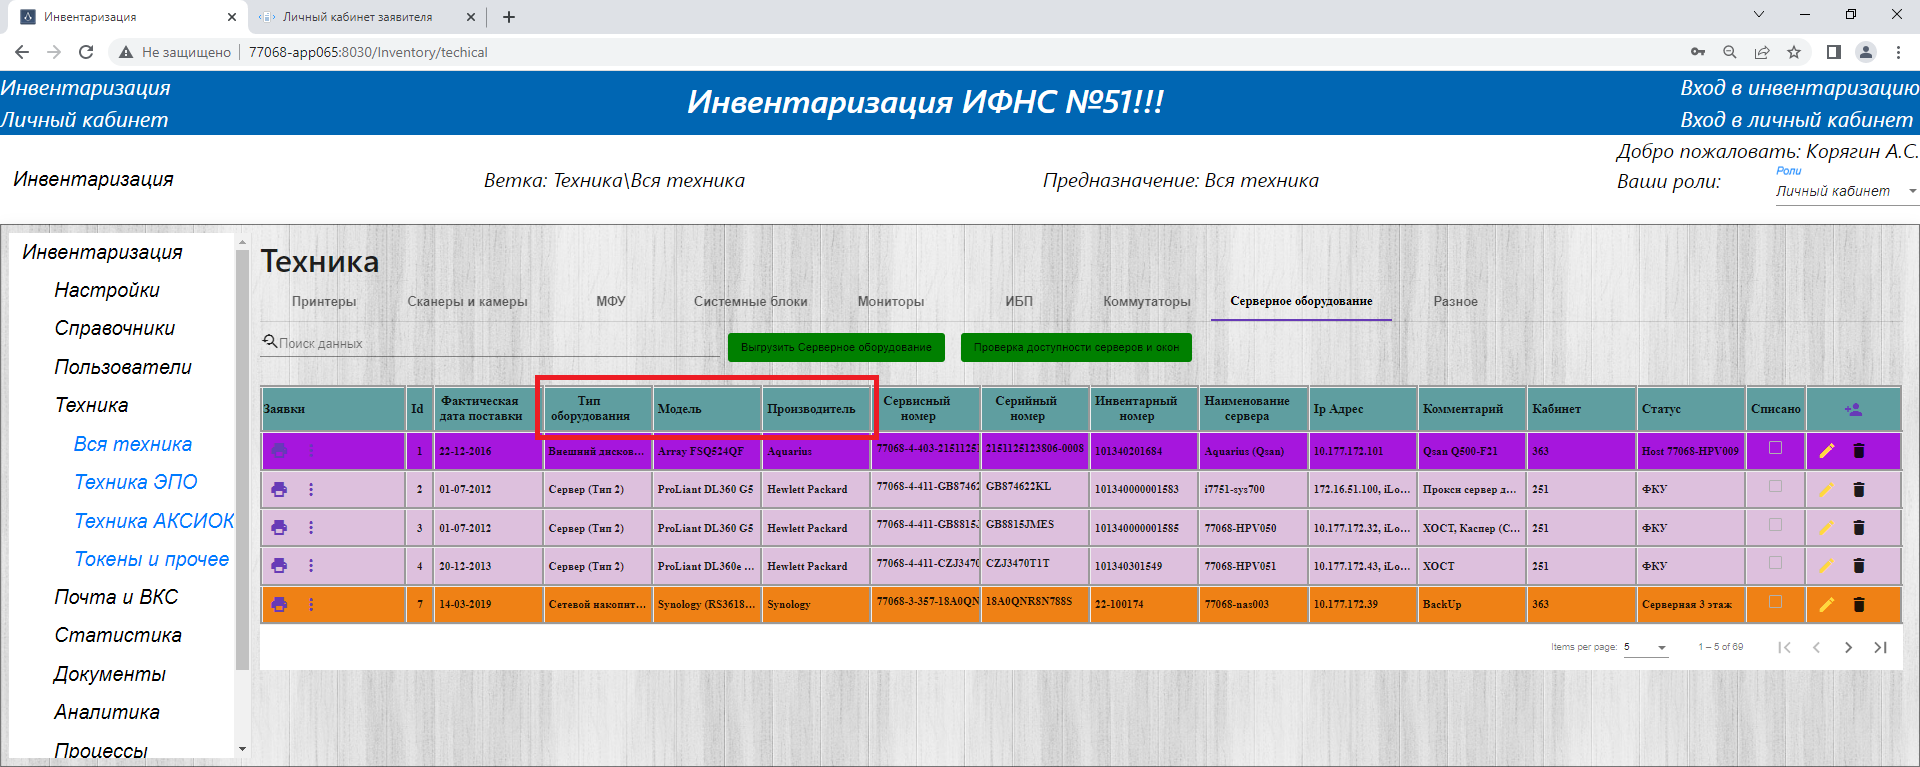 Инвентаризация
Личный кабинет заявителя
Не защищено
77068-app065:8030/Inventory/techical
Инвентаризация
Личный кабинет
Инвентаризация ИФНС №51!!!
Вход в инвентаризацию
Вход в личный кабинет
Добро пожаловать: Корягин А.С.
Инвентаризация
Ветка: Техника\Вся техника
Предназначение: Вся техника
Ваши роли:
Роли
Личный кабинет
Инвентаризация
Настройки
Справочники
Пользователи
Техника
Вся техника
Техника ЭПО
Техника АКСИОК
Токены и прочее
Почта и ВКС
Статистика
Документы
Аналитика
Процессы
Техника
Принтеры Сканеры и камеры МФУ Системные блоки Мониторы ИБП Коммутаторы Серверное оборудование Разное
Поиск данных
Выгрузить Серверное оборудование
Проверка доступности серверов и окон
Заявки Id Фактическая дата поставки Тип оборудования Модель Производитель Сервисный номер Серийный номер Инвентарный номер Наименование сервера Ip Адрес Комментарий Кабинет Статус Списано
1 22-12-2016 Внешний дисков... Array FSQ524QF Aquarius 77068-4-403-21511251 2151125123806-0008 101340201684 Aquarius (Qsan) 10.177.172.101 Qsan Q500-F21 363 Host 77068-HPV009
2 01-07-2012 Сервер (Тип 2) ProLiant DL360 G5 Hewlett Packard 77068-4-411-GB87462 GB874622KL 101340000001583 i7751-sys700 172.16.51.100, iLo... Прокси сервер д... 251 ФКУ
3 01-07-2012 Сервер (Тип 2) ProLiant DL360 G5 Hewlett Packard 77068-4-411-GB8815J GB8815JMES 101340000001585 77068-HPV050 10.177.172.32, iLo... ХОСТ, Каспер (С... 251 ФКУ
4 20-12-2013 Сервер (Тип 2) ProLiant DL360e ... Hewlett Packard 77068-4-411-CZJ3470 CZJ3470T1T 101340301549 77068-HPV051 10.177.172.43, iLo... ХОСТ 251 ФКУ
7 14-03-2019 Сетевой накопит... Synology (RS3618... Synology 77068-3-357-18A0QN 18A0QNR8N788S 22-100174 77068-nas003 10.177.172.39 BackUp 363 Серверная 3 этаж
Items per page: 5 1 – 5 of 69